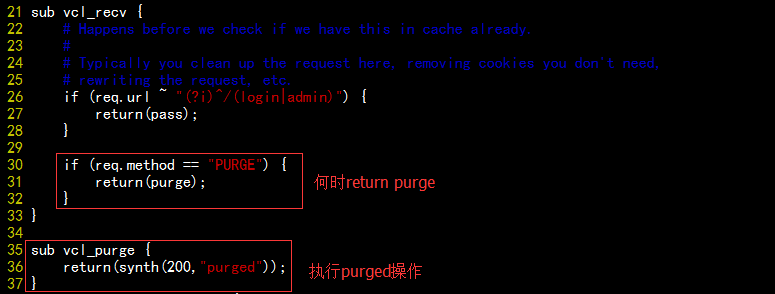 21 sub vcl_recv {
22     # Happens before we check if we have this in cache already.
23     #
24     # Typically you clean up the request here, removing cookies you don't need,
25     # rewriting the request, etc.
26     if (req.url ~ "(?i)^/(login|admin)") {
27         return(pass);
28     }
29
30     if (req.method == "PURGE") {
31         return(purge);
32     }
何时return purge
33 }
34
35 sub vcl_purge {
36     return(synth(200,"purged"));
37 }
执行purged操作